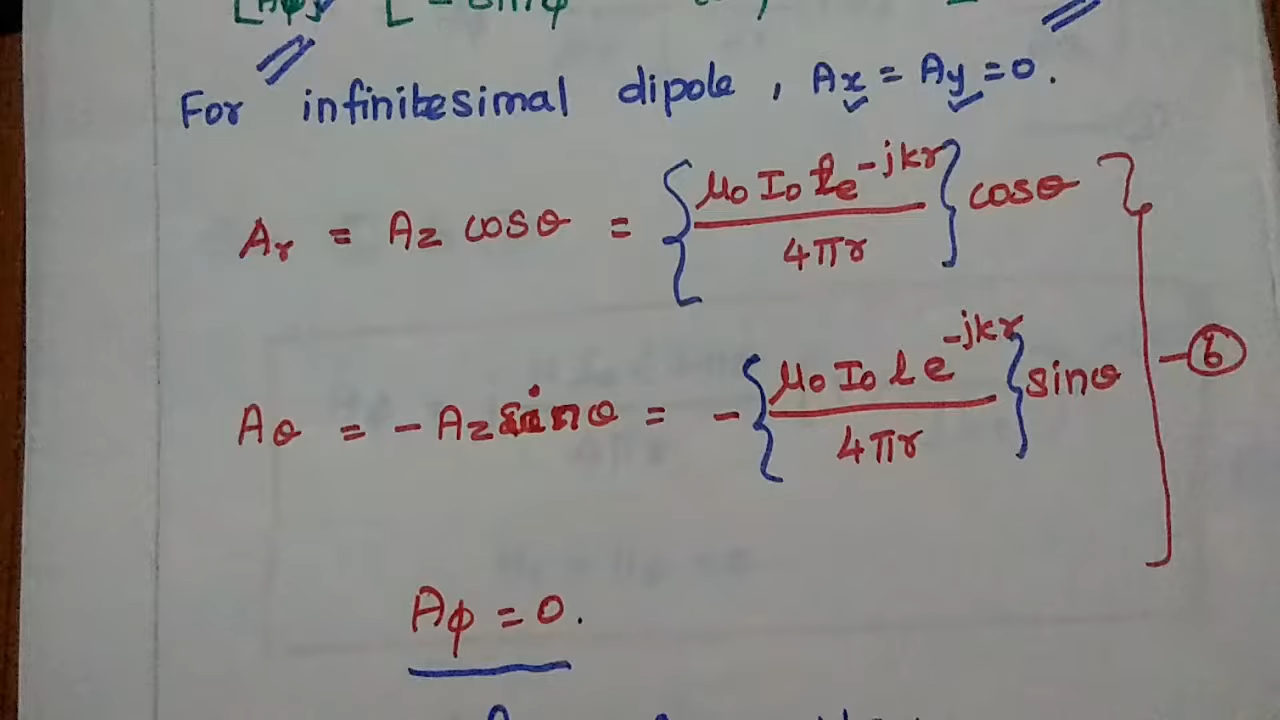 For infinitesimal dipole, Ax = Ay = 0.
Ar = Az cosθ = {μ0 I0 l e^-jkr / 4πr} cosθ
Aθ = -Az sinθ = -{μ0 I0 l e^-jkr / 4πr} sinθ
-⑥
Aϕ = 0.